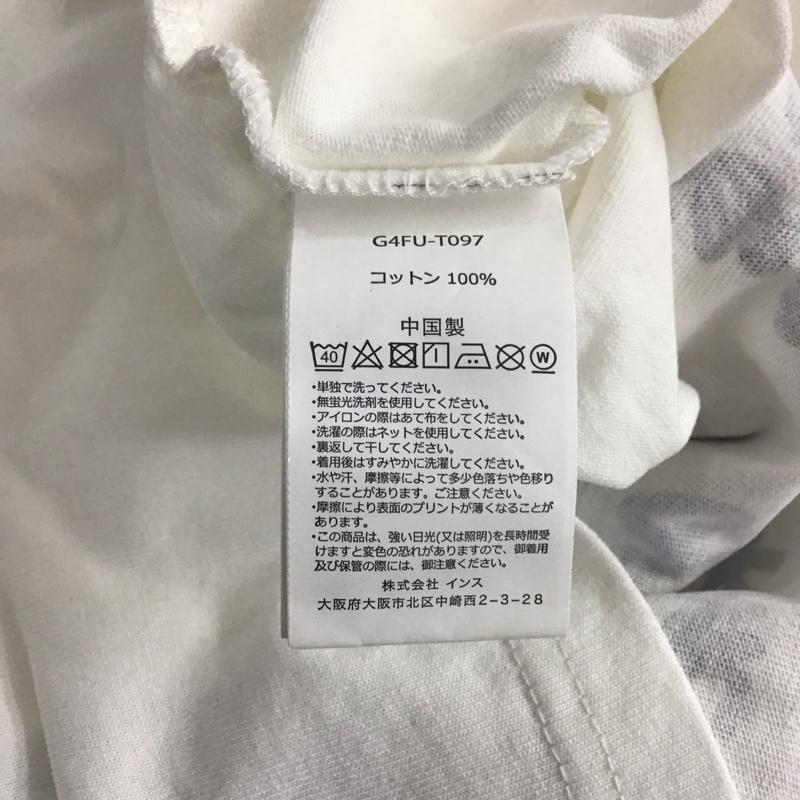 G4FU-T097
コットン 100%
中国製
40 W
・単独で洗ってください。
・無蛍光洗剤を使用してください。
・アイロンの際はあて布をしてください。
・洗濯の際はネットを使用してください。
・裏返して干してください。
・着用後はすみやかに洗濯してください。
・水や汗、摩擦等によって多少色落ちや色移り
することがあります。ご注意ください。
・摩擦により表面のプリントが薄くなることが
あります。
・この商品は、強い日光(又は照明)を長時間受
けますと変色の恐れがありますので、御着用
及び保管の際には、御注意ください。
株式会社 インス
大阪府大阪市北区中崎西2-3-28